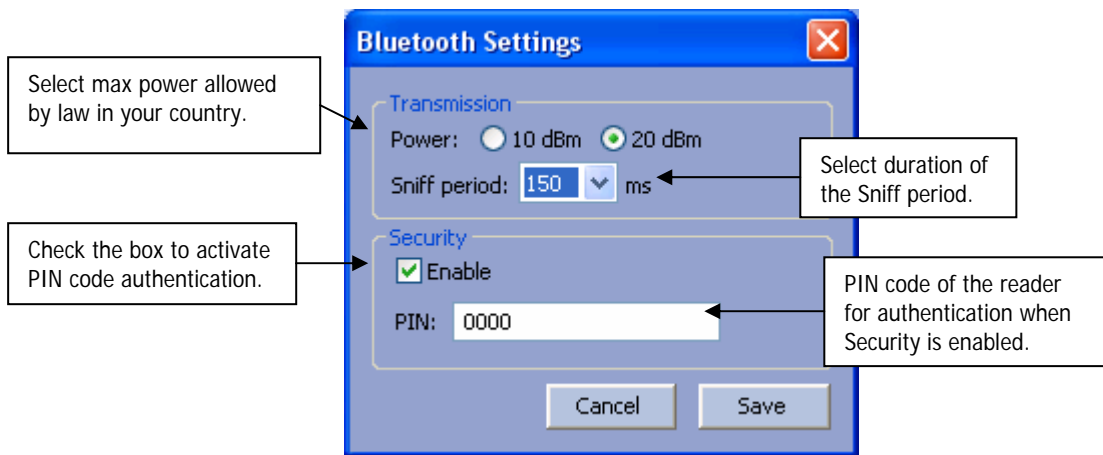 Bluetooth Settings
Select max power allowed
by law in your country.
Transmission
Power: 10 dBm 20 dBm
Sniff period: 150 ms
Select duration of
the Sniff period.
Check the box to activate
PIN code authentication.
Security
Enable
PIN: 0000
PIN code of the reader
for authentication when
Security is enabled.
Cancel Save